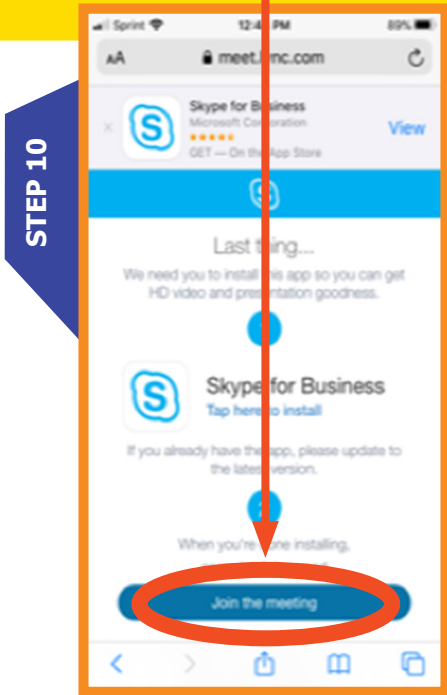 STEP 10
Sprint 12:4 PM 89%
AA meet.lync.com
Skype for Business
Microsoft Corporation
GET — On the App Store
View
Last thing...
We need you to install this app so you can get
HD video and presentation goodness.
Skype for Business
Tap here to install
If you already have the app, please update to
the latest version.
When you're done installing,
Join the meeting